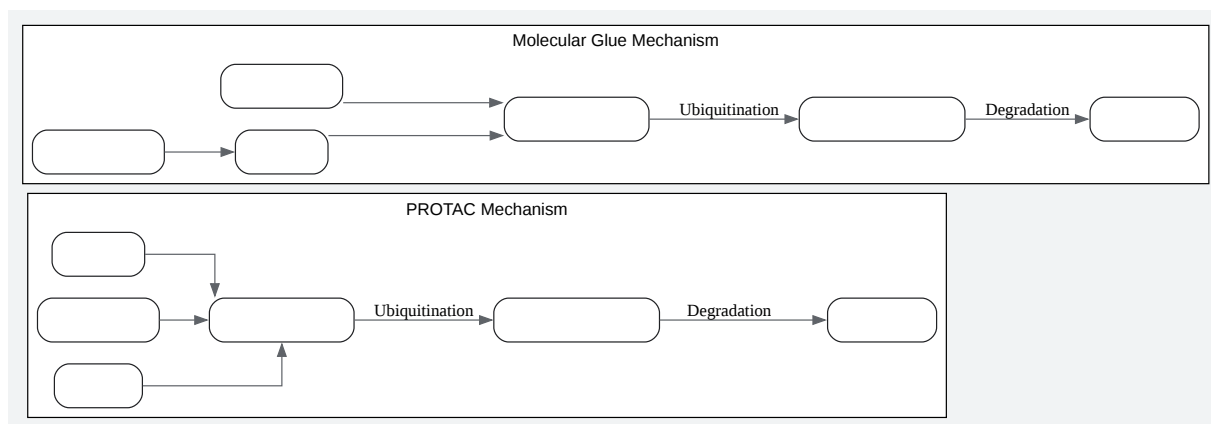 Molecular Glue Mechanism
Ubiquitination
Degradation
PROTAC Mechanism
Ubiquitination
Degradation